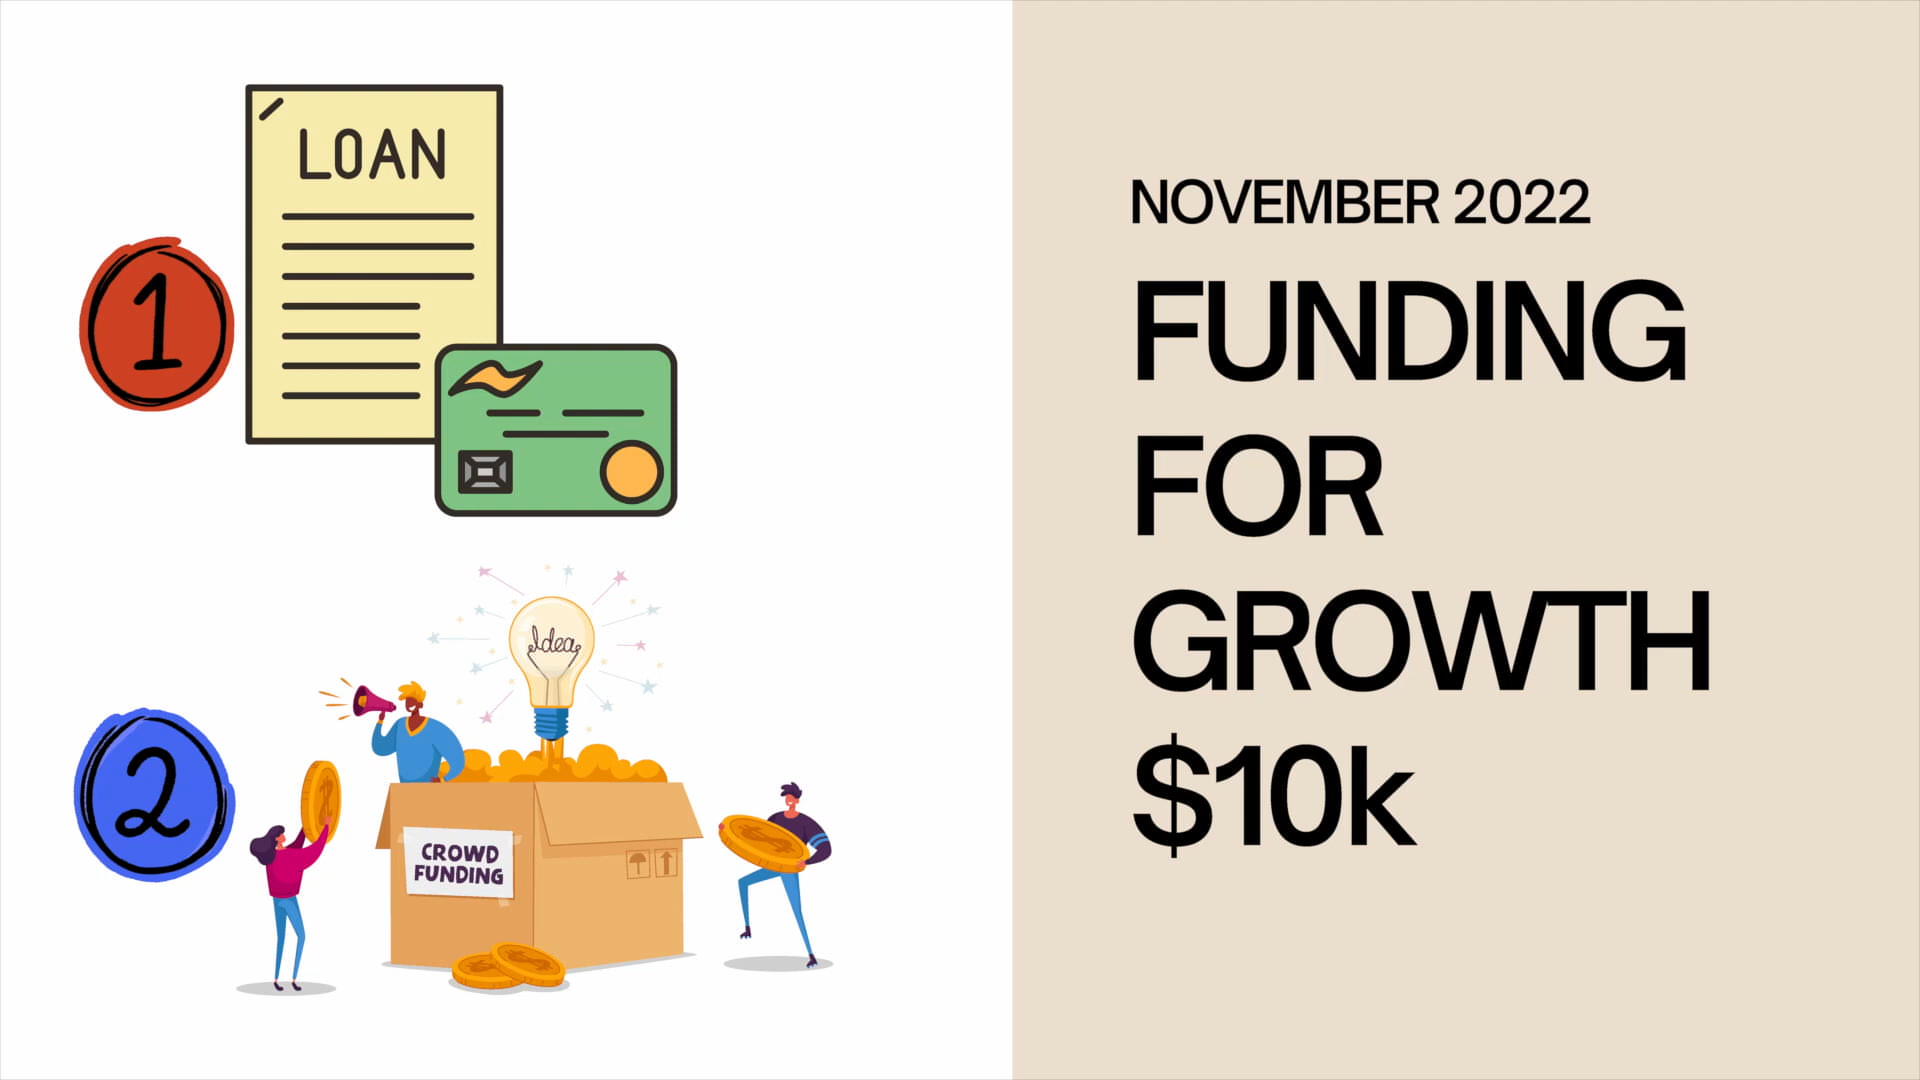 1
LOAN
2
Idea
CROWD
FUNDING
NOVEMBER 2022
FUNDING
FOR
GROWTH
$10k